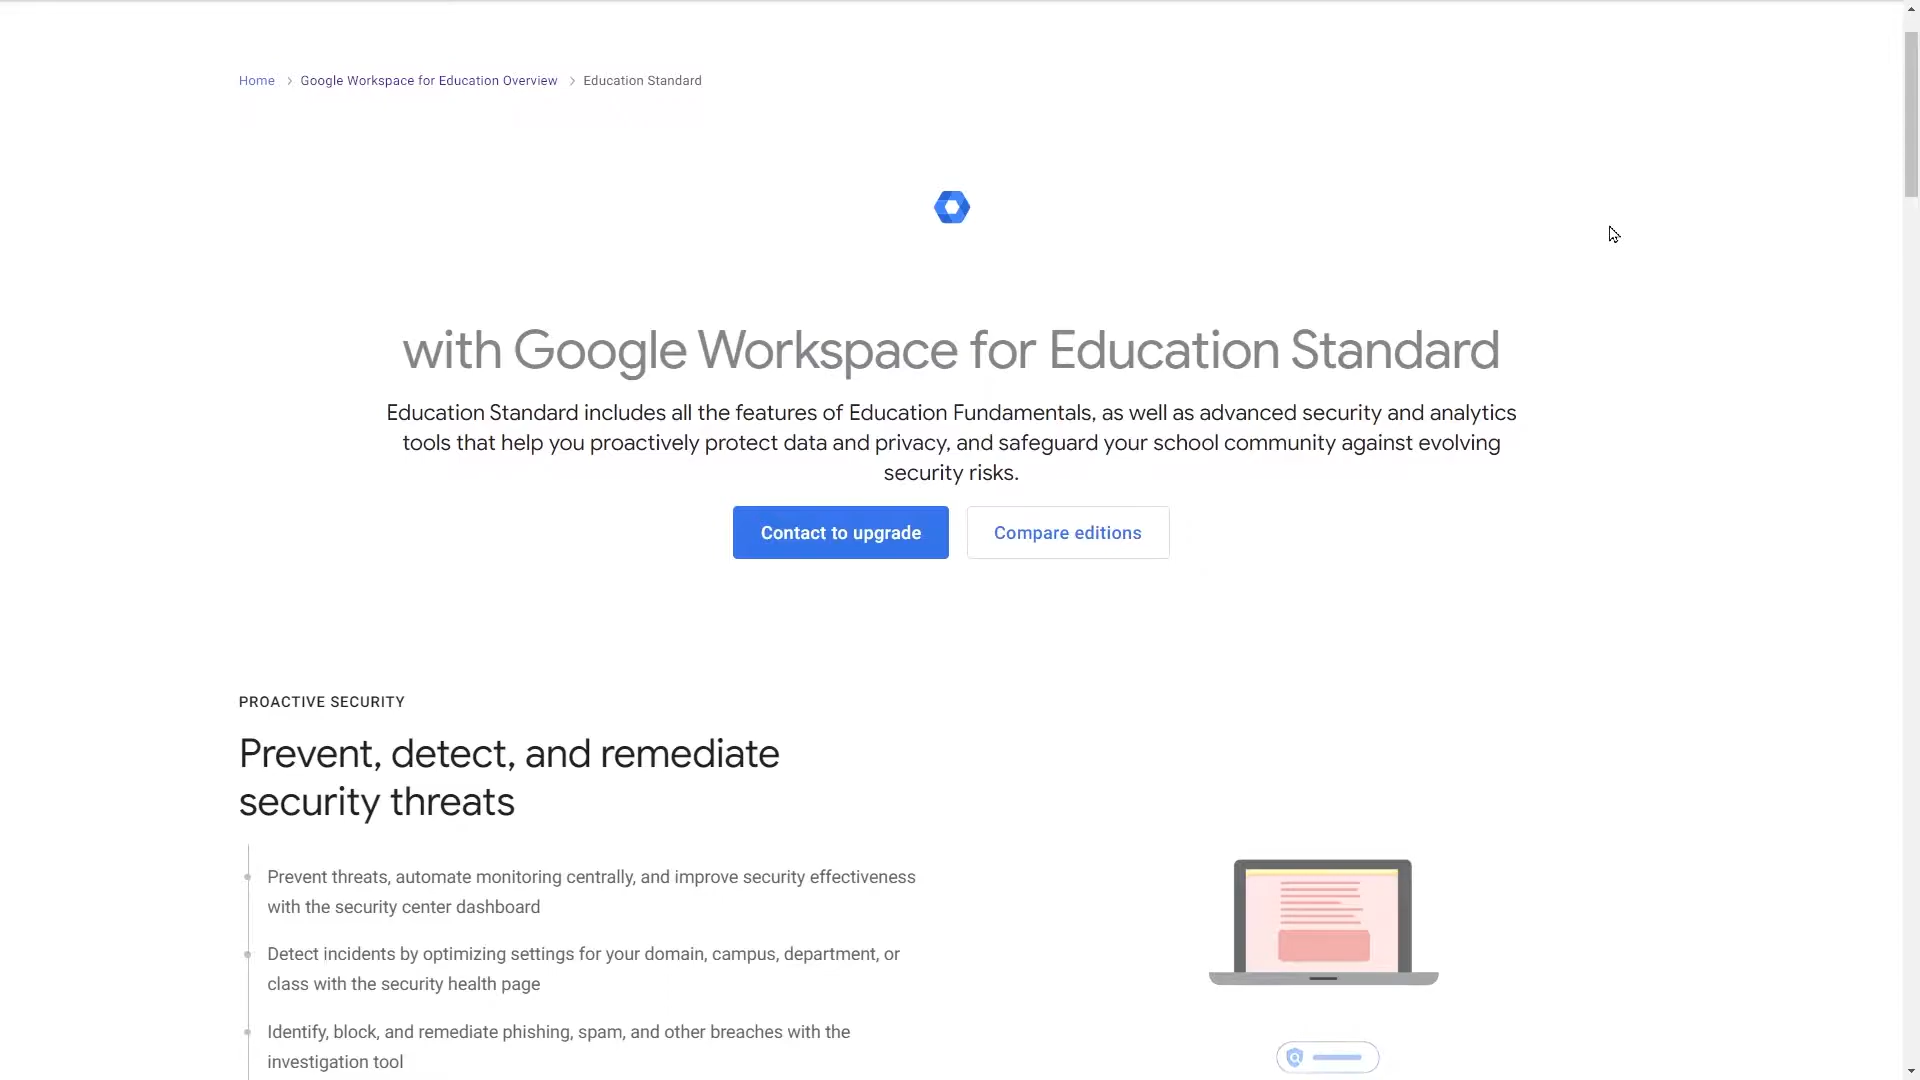 Home > Google Workspace for Education Overview > Education Standard
with Google Workspace for Education Standard
Education Standard includes all the features of Education Fundamentals, as well as advanced security and analytics
tools that help you proactively protect data and privacy, and safeguard your school community against evolving
security risks.
Contact to upgrade
Compare editions
PROACTIVE SECURITY
Prevent, detect, and remediate
security threats
Prevent threats, automate monitoring centrally, and improve security effectiveness
with the security center dashboard
Detect incidents by optimizing settings for your domain, campus, department, or
class with the security health page
Identify, block, and remediate phishing, spam, and other breaches with the
investigation tool